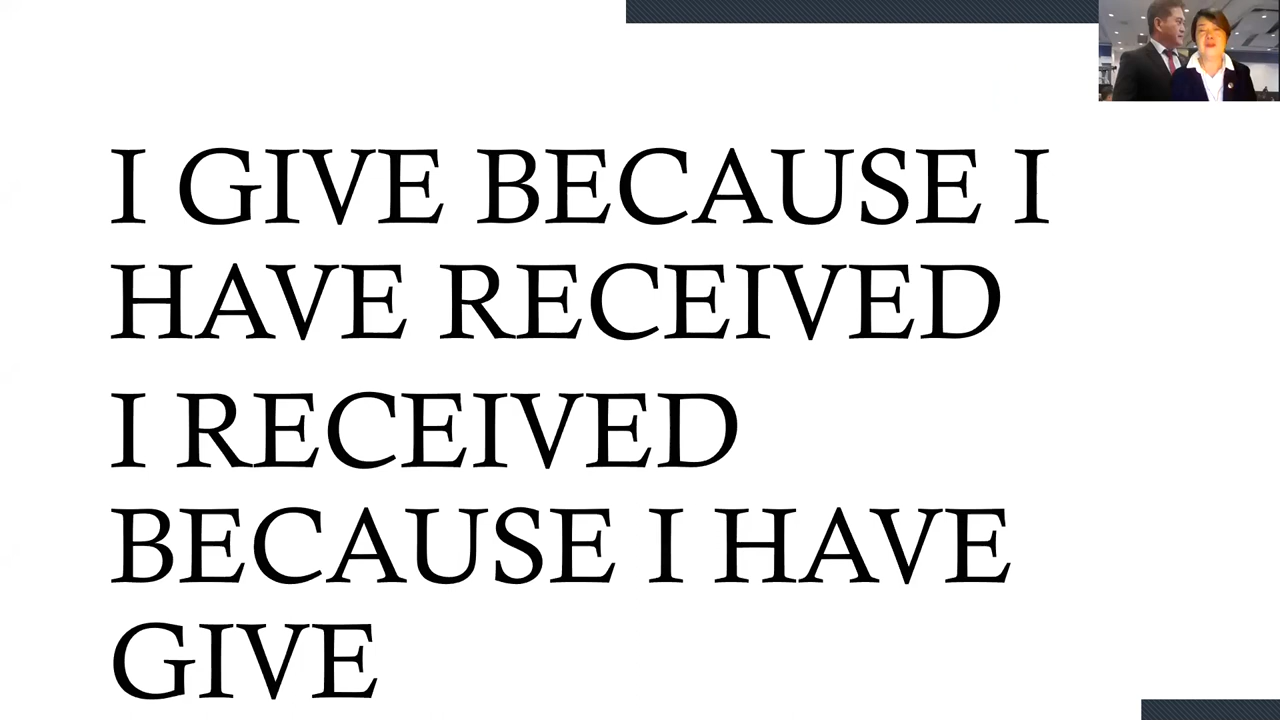 I GIVE BECAUSE I
HAVE RECEIVED
I RECEIVED
BECAUSE I HAVE
GIVE